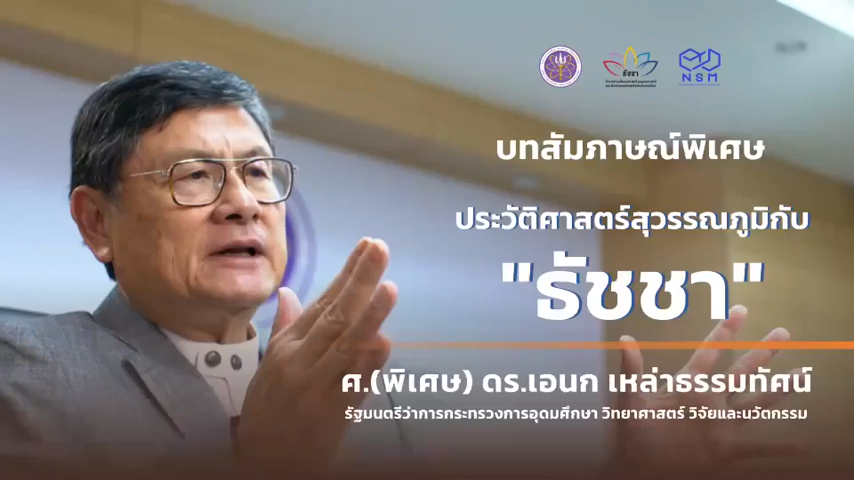 ธัชชา
NSM
บทสัมภาษณ์พิเศษ
ประวัติศาสตร์สุวรรณภูมิกับ
"ธัชชา"
ศ.(พิเศษ) ดร.เอนก เหล่าธรรมทัศน์
รัฐมนตรีว่าการกระทรวงการอุดมศึกษา วิทยาศาสตร์ วิจัยและนวัตกรรม